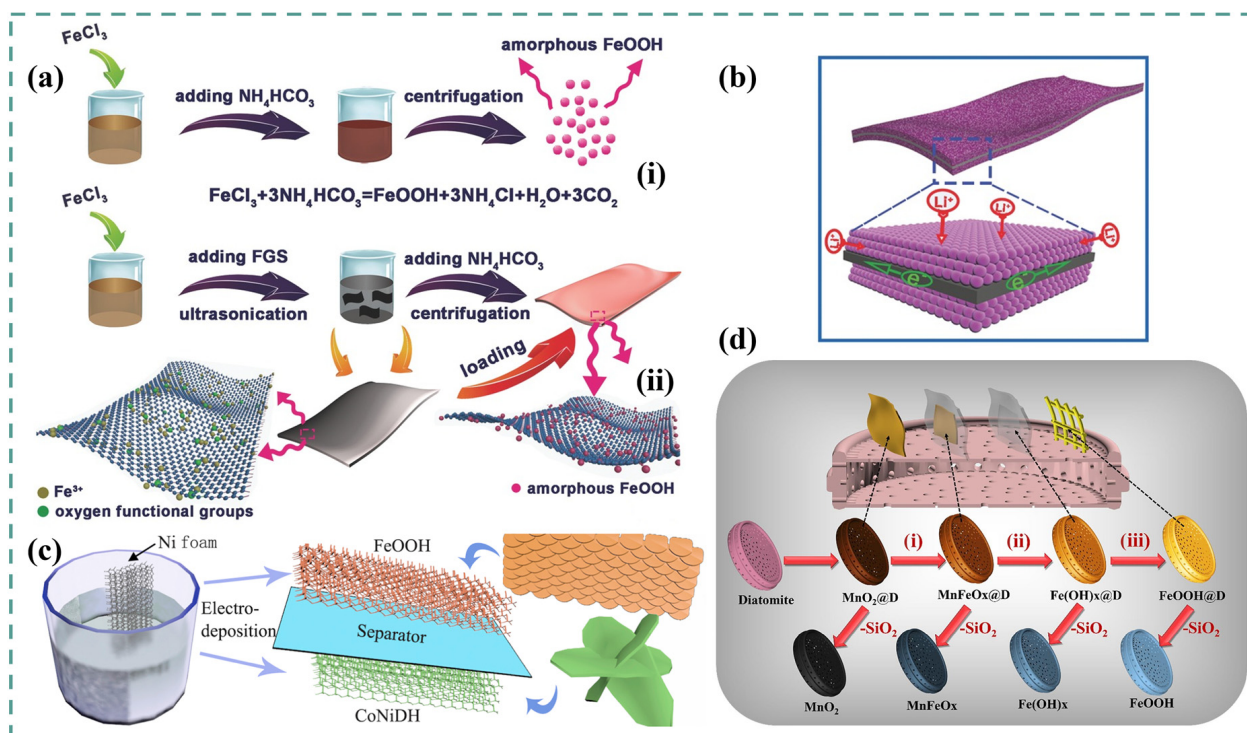 (a)
FeCl₃
adding NH₄HCO₃
centrifugation
amorphous FeOOH
(i)
FeCl₃+3NH₄HCO₃=FeOOH+3NH₄Cl+H₂O+3CO₂
FeCl₃
adding FGS
ultrasonication
adding NH₄HCO₃
centrifugation
loading
(ii)
Fe³⁺
oxygen functional groups
amorphous FeOOH
(b)
Li⁺
Li⁺
Li⁺
Li⁺
e⁻
e⁻
(c)
Ni foam
Electro-
deposition
FeOOH
Separator
CoNiDH
(d)
(i)
(ii)
(iii)
Diatomite
MnO₂@D
MnFeOx@D
Fe(OH)x@D
FeOOH@D
-SiO₂
-SiO₂
-SiO₂
-SiO₂
MnO₂
MnFeOx
Fe(OH)x
FeOOH